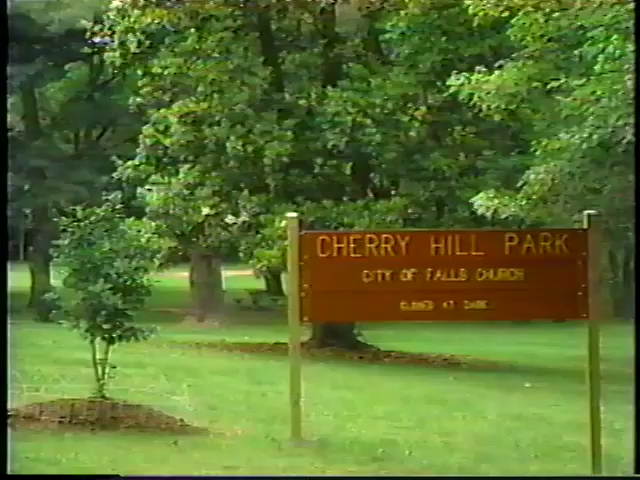 CHERRY HILL PARK
CITY OF FALLS CHURCH
CLOSED AT DARK